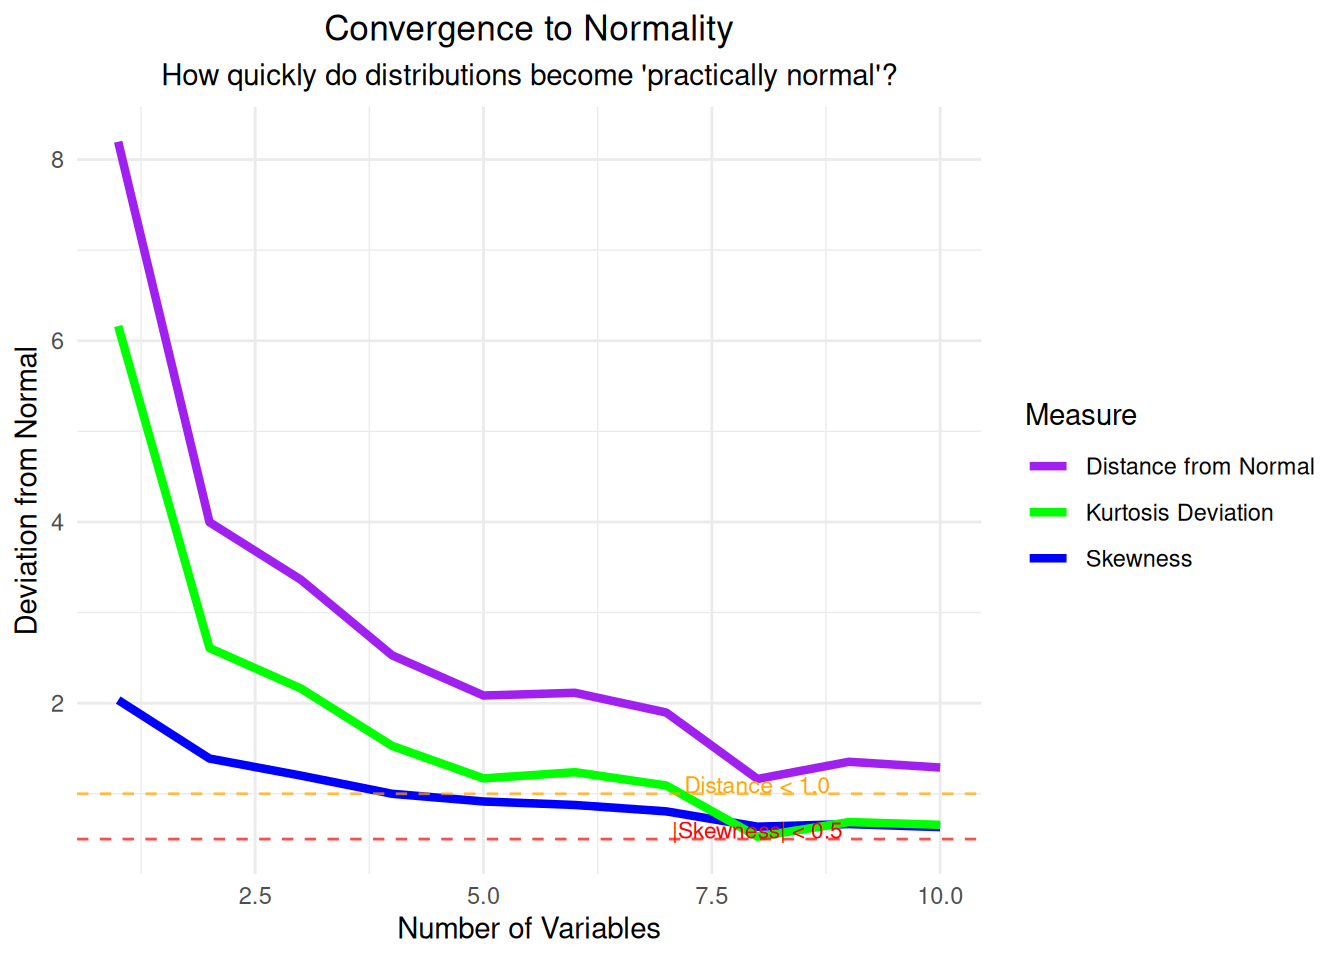 Convergence to Normality
How quickly do distributions become 'practically normal'?
Deviation from Normal
8
6
4
2
Distance < 1.0
|Skewness| < 0.5
2.5
5.0
7.5
10.0
Number of Variables
Measure
Distance from Normal
Kurtosis Deviation
Skewness